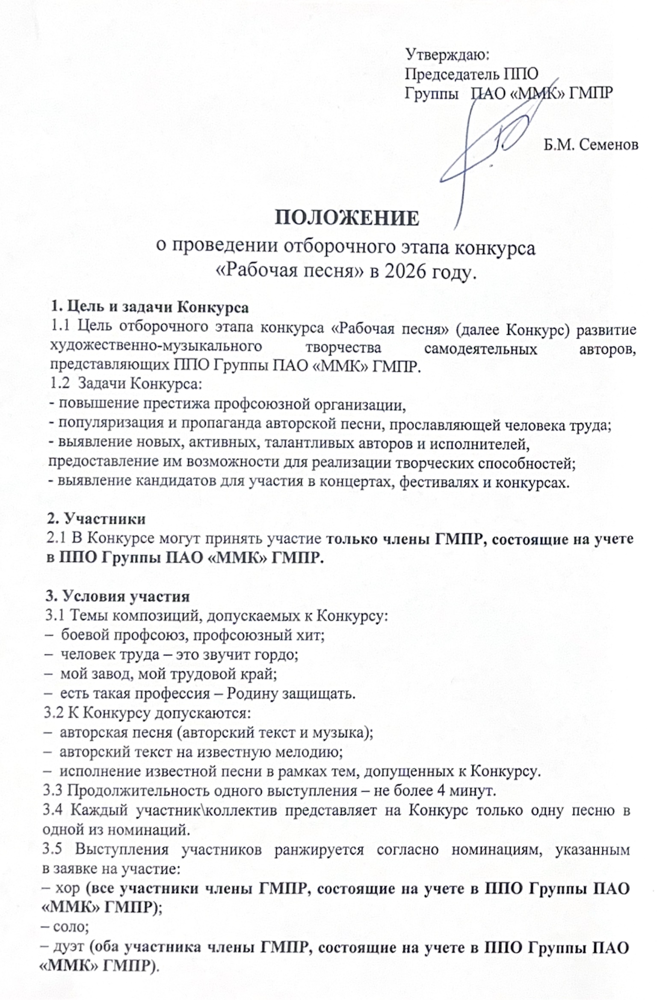 Утверждаю:
Председатель ППО
Группы ПАО «ММК» ГМПР
Б.М. Семенов
ПОЛОЖЕНИЕ
о проведении отборочного этапа конкурса
«Рабочая песня» в 2026 году.
1. Цель и задачи Конкурса
1.1 Цель отборочного этапа конкурса «Рабочая песня» (далее Конкурс) развитие
художественно-музыкального творчества самодеятельных авторов,
представляющих ППО Группы ПАО «ММК» ГМПР.
1.2 Задачи Конкурса:
- повышение престижа профсоюзной организации,
- популяризация и пропаганда авторской песни, прославляющей человека труда;
- выявление новых, активных, талантливых авторов и исполнителей,
предоставление им возможности для реализации творческих способностей;
- выявление кандидатов для участия в концертах, фестивалях и конкурсах.
2. Участники
2.1 В Конкурсе могут принять участие только члены ГМПР, состоящие на учете
в ППО Группы ПАО «ММК» ГМПР.
3. Условия участия
3.1 Темы композиций, допускаемых к Конкурсу:
– боевой профсоюз, профсоюзный хит;
– человек труда – это звучит гордо;
– мой завод, мой трудовой край;
– есть такая профессия – Родину защищать.
3.2 К Конкурсу допускаются:
– авторская песня (авторский текст и музыка);
– авторский текст на известную мелодию;
– исполнение известной песни в рамках тем, допущенных к Конкурсу.
3.3 Продолжительность одного выступления – не более 4 минут.
3.4 Каждый участник\коллектив представляет на Конкурс только одну песню в
одной из номинаций.
3.5 Выступления участников ранжируется согласно номинациям, указанным
в заявке на участие:
– хор (все участники члены ГМПР, состоящие на учете в ППО Группы ПАО
«ММК» ГМПР);
– соло;
– дуэт (оба участника члены ГМПР, состоящие на учете в ППО Группы ПАО
«ММК» ГМПР).